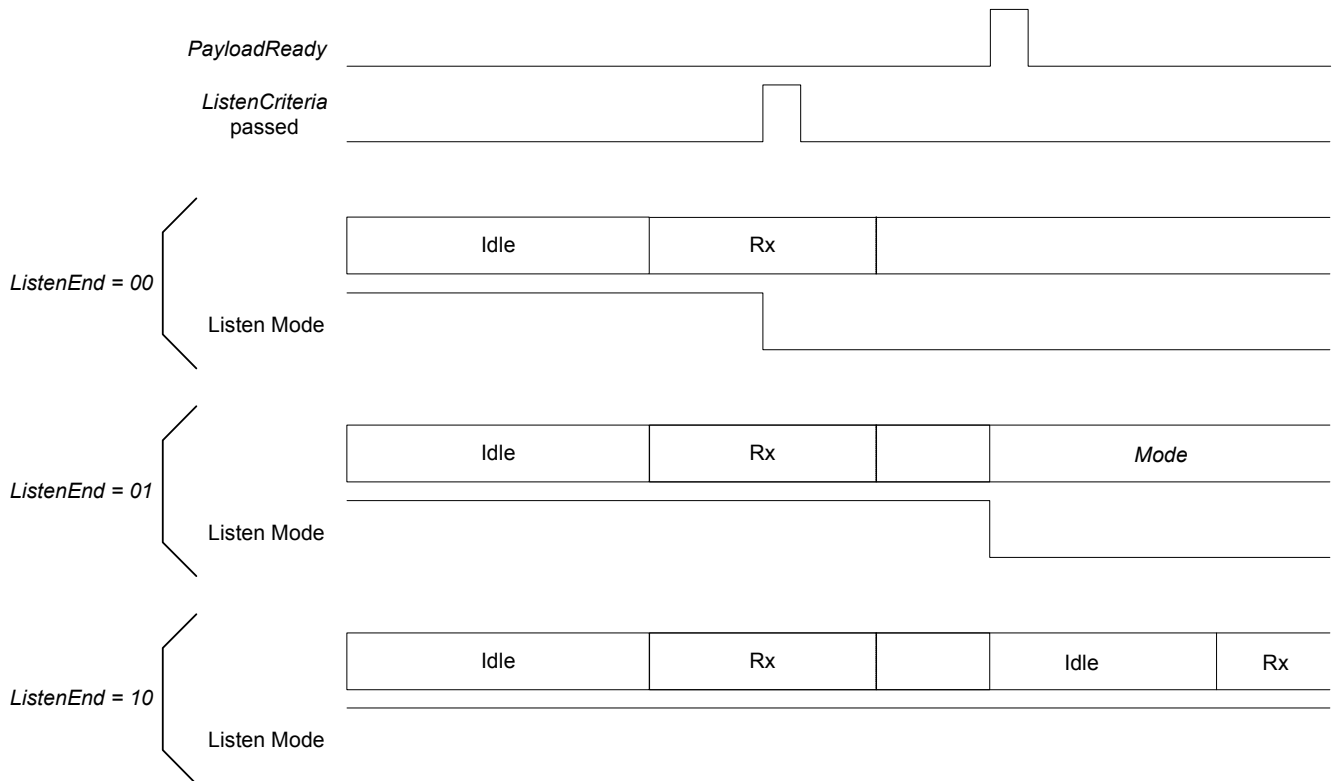 PayloadReady
ListenCriteria
passed
Idle
Rx
ListenEnd = 00
Listen Mode
Idle
Rx
Mode
ListenEnd = 01
Listen Mode
Idle
Rx
Idle
Rx
ListenEnd = 10
Listen Mode